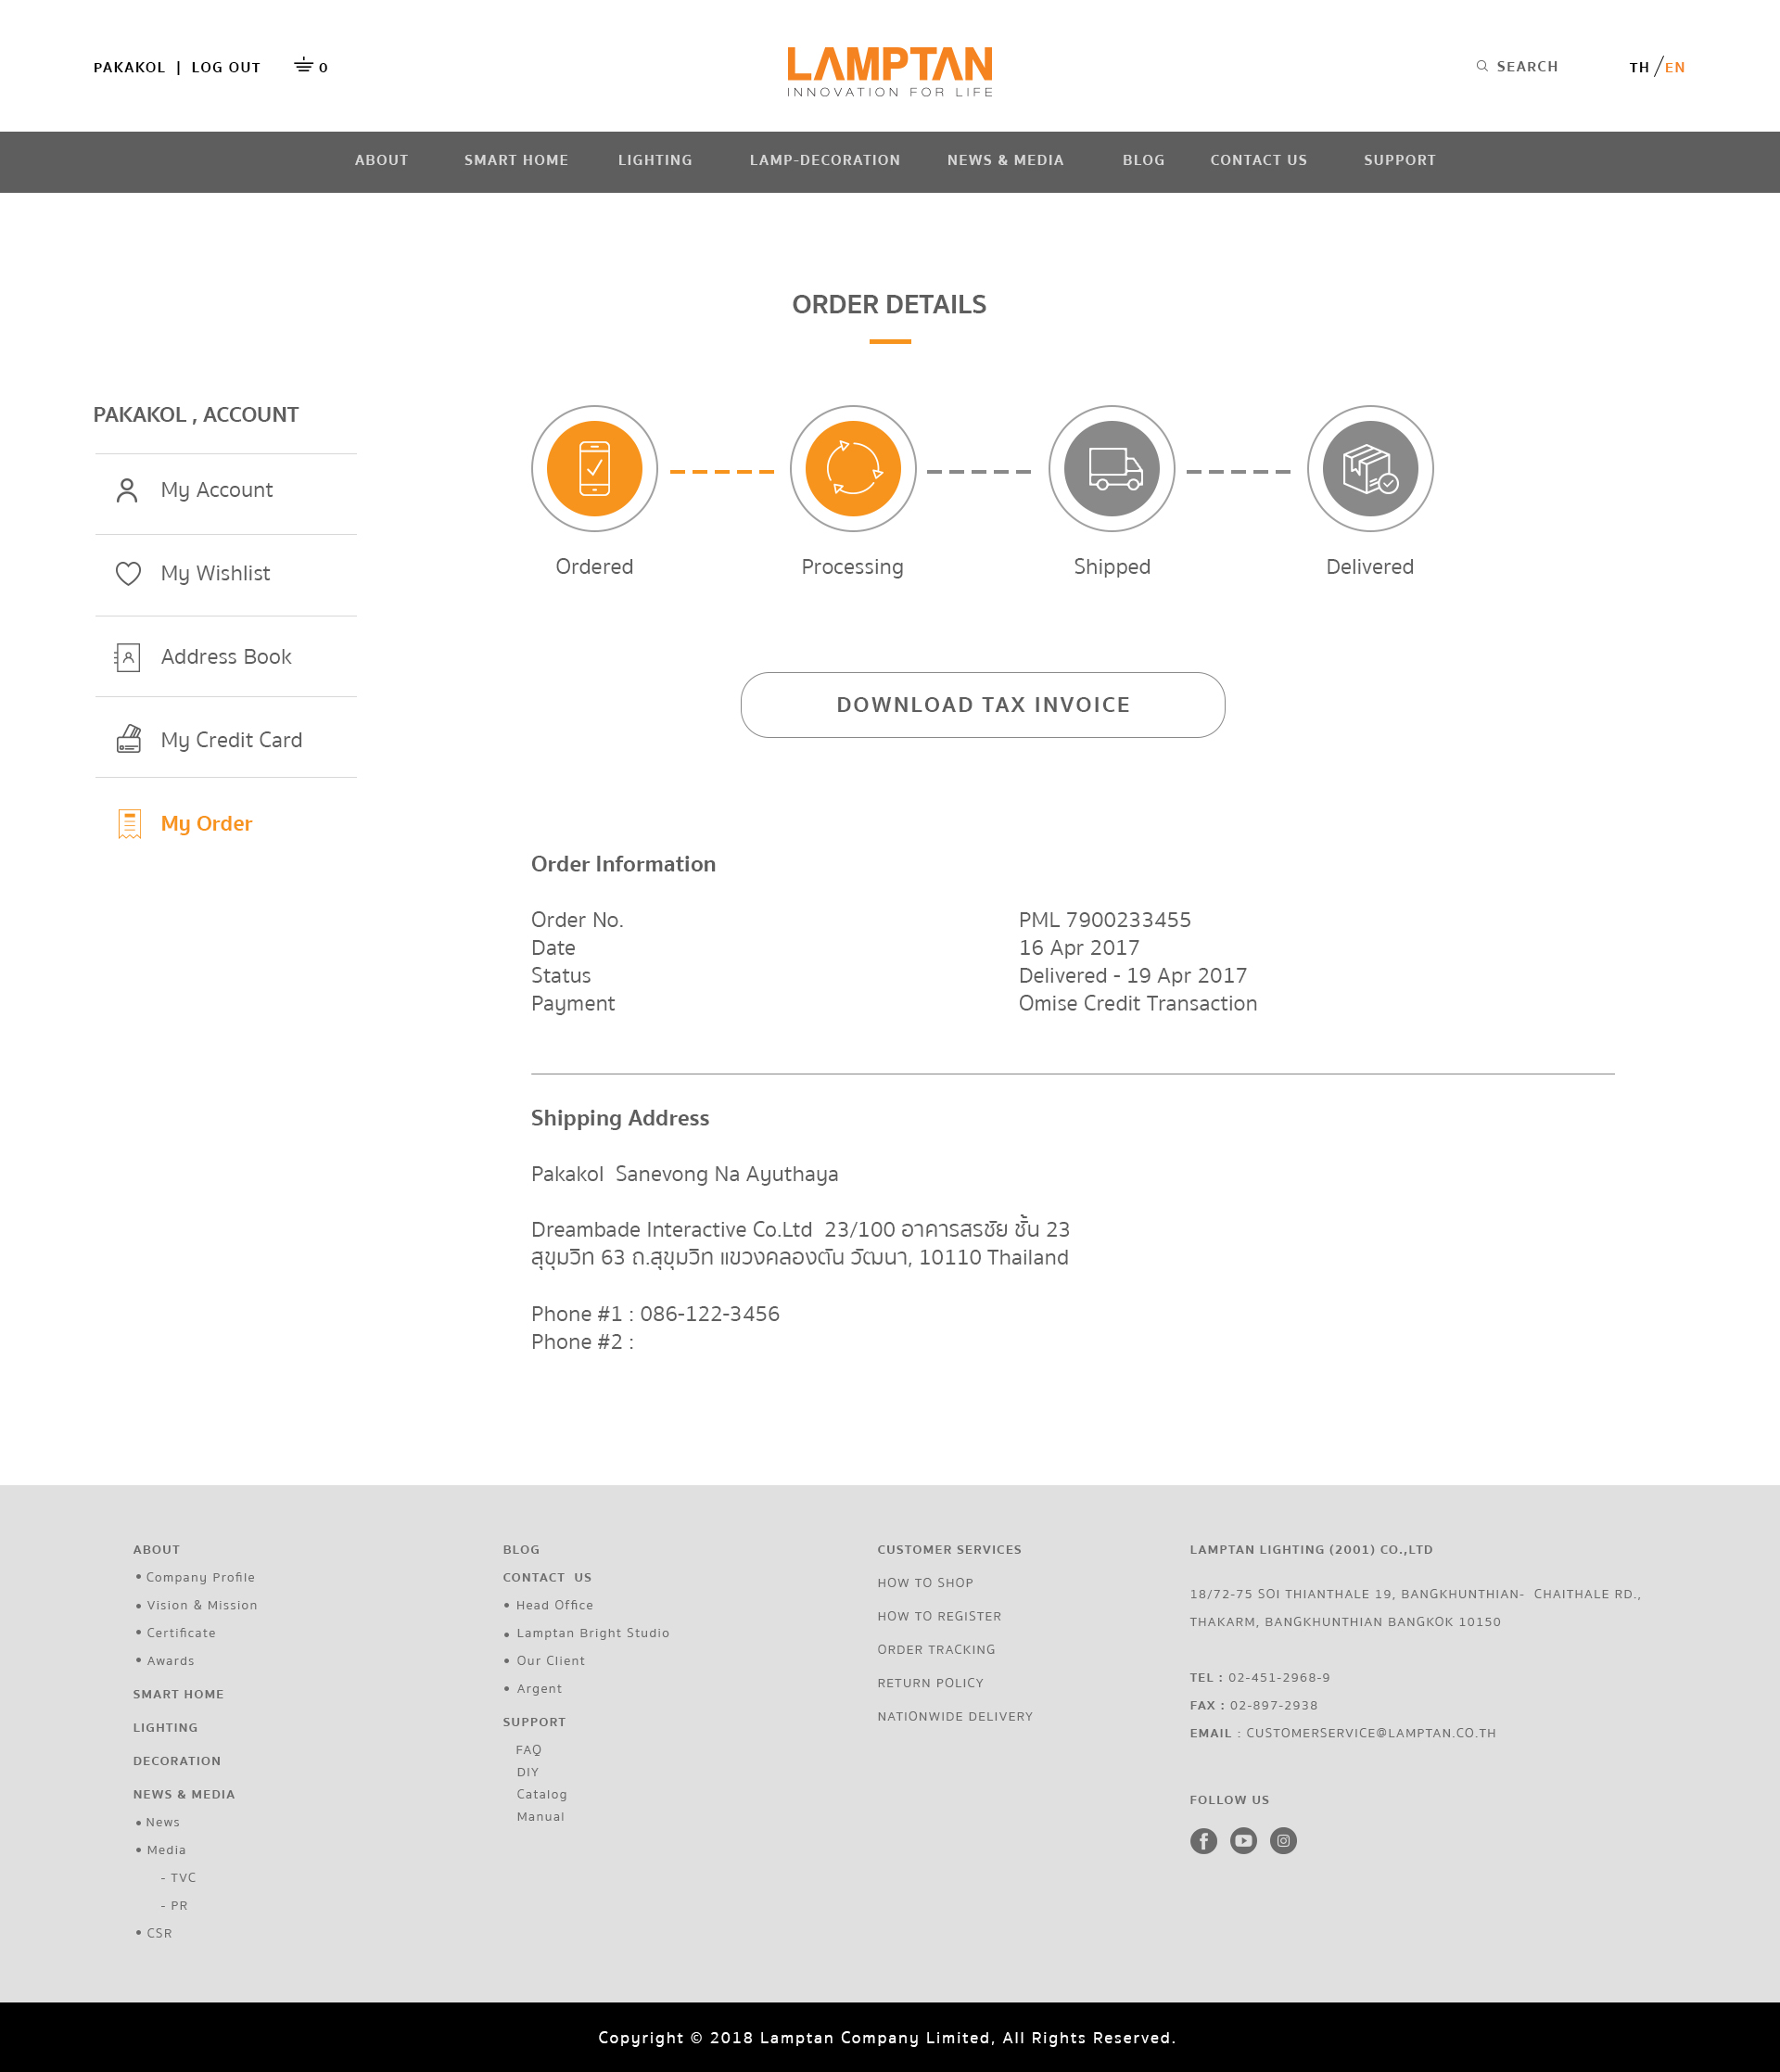 PAKAKOL | LOG OUT 0
LAMPTAN
INNOVATION FOR LIFE
SEARCH
TH / EN
ABOUT SMART HOME LIGHTING LAMP-DECORATION NEWS & MEDIA BLOG CONTACT US SUPPORT
ORDER DETAILS
PAKAKOL , ACCOUNT
My Account
My Wishlist
Address Book
My Credit Card
My Order
Ordered Processing Shipped Delivered
DOWNLOAD TAX INVOICE
Order Information
Order No. PML 7900233455
Date 16 Apr 2017
Status Delivered - 19 Apr 2017
Payment Omise Credit Transaction
Shipping Address
Pakakol Sanevong Na Ayuthaya
Dreambade Interactive Co.Ltd 23/100 อาคารสรชัย ชั้น 23
สุขุมวิท 63 ถ.สุขุมวิท แขวงคลองตัน วัฒนา, 10110 Thailand
Phone #1 : 086-122-3456
Phone #2 :
ABOUT
• Company Profile
• Vision & Mission
• Certificate
• Awards
SMART HOME
LIGHTING
DECORATION
NEWS & MEDIA
• News
• Media
- TVC
- PR
• CSR
BLOG
CONTACT US
• Head Office
• Lamptan Bright Studio
• Our Client
• Argent
SUPPORT
FAQ
DIY
Catalog
Manual
CUSTOMER SERVICES
HOW TO SHOP
HOW TO REGISTER
ORDER TRACKING
RETURN POLICY
NATIONWIDE DELIVERY
LAMPTAN LIGHTING (2001) CO.,LTD
18/72-75 SOI THIANTHALE 19, BANGKHUNTHIAN- CHAITHALE RD.,
THAKARM, BANGKHUNTHIAN BANGKOK 10150
TEL : 02-451-2968-9
FAX : 02-897-2938
EMAIL : CUSTOMERSERVICE@LAMPTAN.CO.TH
FOLLOW US
Copyright © 2018 Lamptan Company Limited, All Rights Reserved.